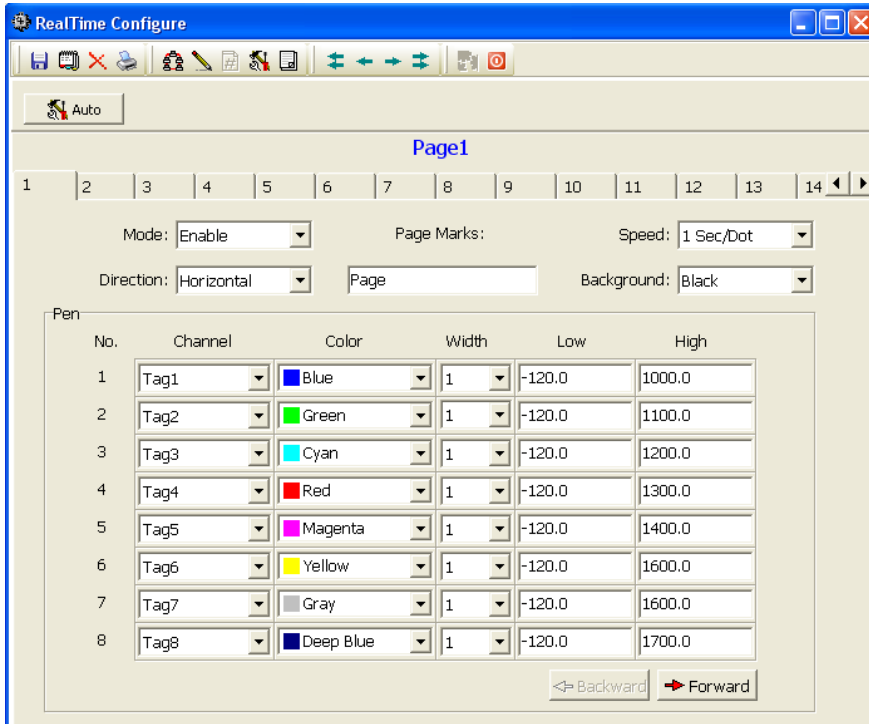 RealTime Configure
Auto
Page1
1 2 3 4 5 6 7 8 9 10 11 12 13 14
Mode: Enable Page Marks: Speed: 1 Sec/Dot
Direction: Horizontal Page Background: Black
Pen
No. Channel Color Width Low High
1 Tag1 Blue 1 -120.0 1000.0
2 Tag2 Green 1 -120.0 1100.0
3 Tag3 Cyan 1 -120.0 1200.0
4 Tag4 Red 1 -120.0 1300.0
5 Tag5 Magenta 1 -120.0 1400.0
6 Tag6 Yellow 1 -120.0 1600.0
7 Tag7 Gray 1 -120.0 1600.0
8 Tag8 Deep Blue 1 -120.0 1700.0
Backward Forward